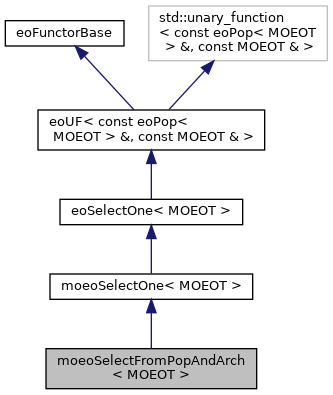 eoFunctorBase
std::unary_function
< const eoPop< MOEOT
> &, const MOEOT & >
eoUF< const eoPop<
MOEOT > &, const MOEOT & >
eoSelectOne< MOEOT >
moeoSelectOne< MOEOT >
moeoSelectFromPopAndArch
< MOEOT >